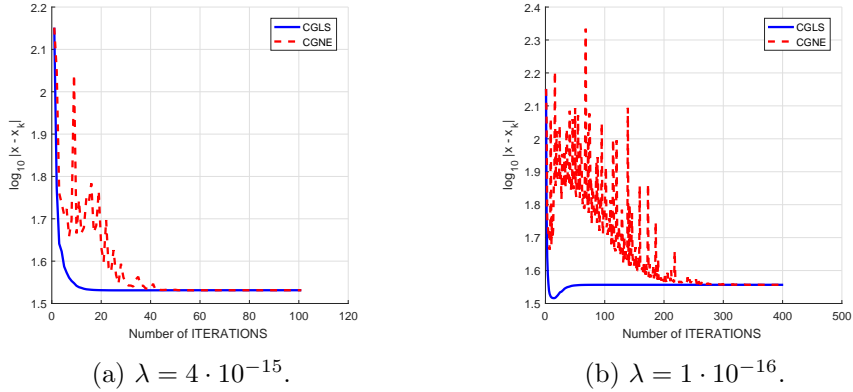 2.2
2.1
2
1.9
1.8
1.7
1.6
1.5
log10 |x - xk|
0 20 40 60 80 100 120
Number of ITERATIONS
CGLS
CGNE
(a) λ = 4 · 10−15.
2.4
2.3
2.2
2.1
2
1.9
1.8
1.7
1.6
1.5
log10 |x - xk|
0 100 200 300 400 500
Number of ITERATIONS
CGLS
CGNE
(b) λ = 1 · 10−16.